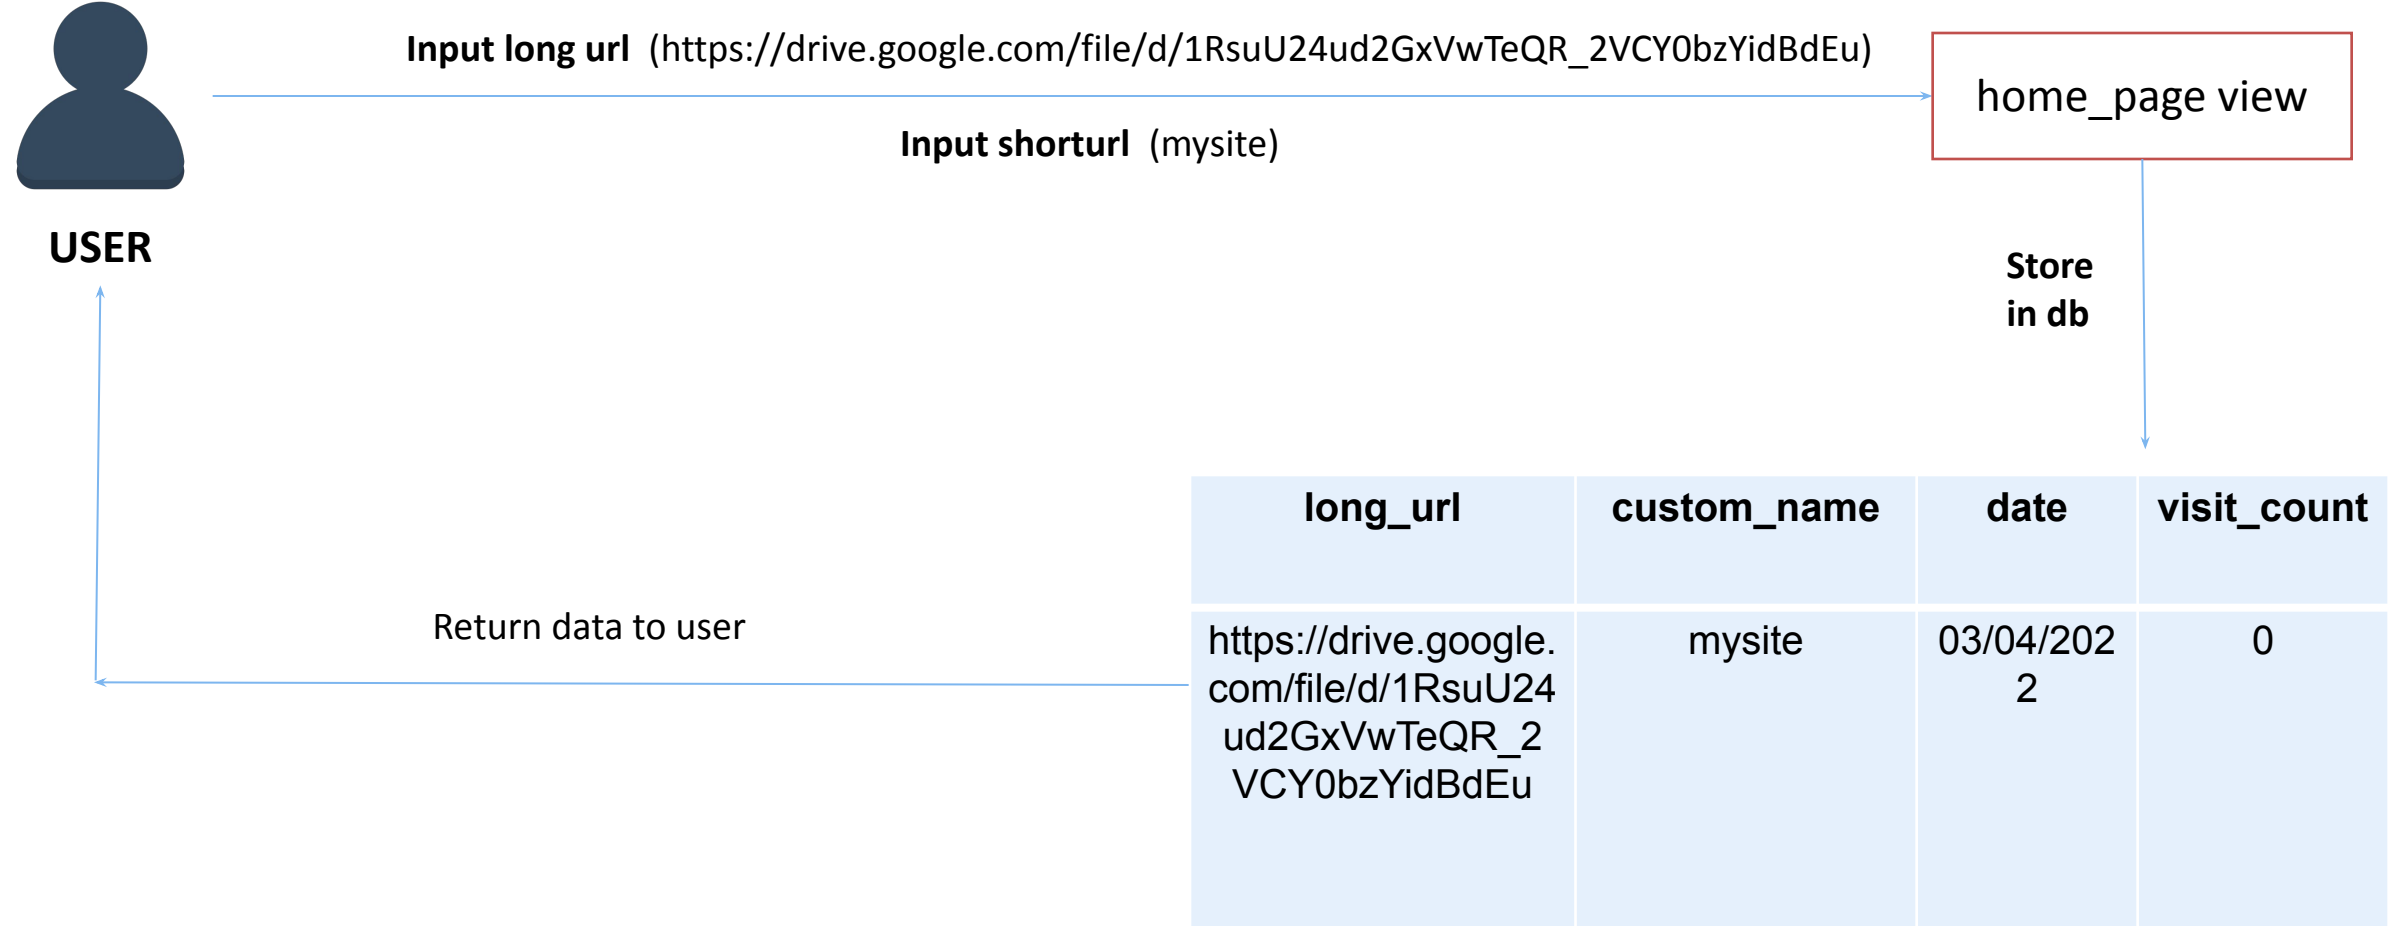 Input long url (https://drive.google.com/file/d/1RsuU24ud2GxVwTeQR_2VCY0bzYidBdEu)
home_page view
Input shorturl (mysite)
USER
Store
in db
long_url custom_name date visit_count
Return data to user
https://drive.google.
com/file/d/1RsuU24
ud2GxVwTeQR_2
VCY0bzYidBdEu
mysite
03/04/202
2
0